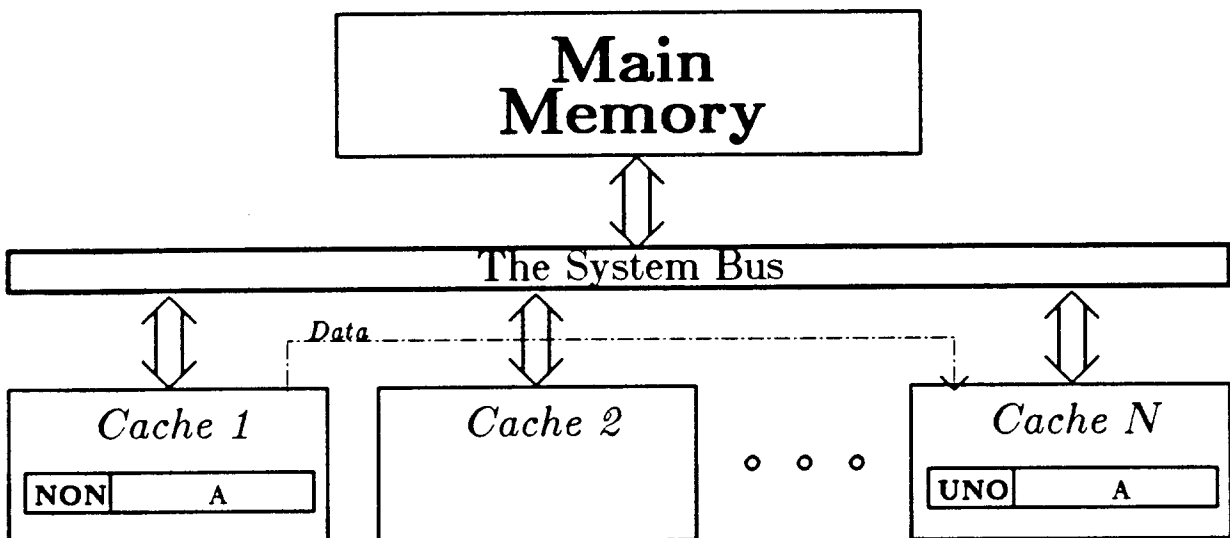 Main
Memory
The System Bus
Data
Cache 1
Cache 2
Cache N
NON A
UNO A